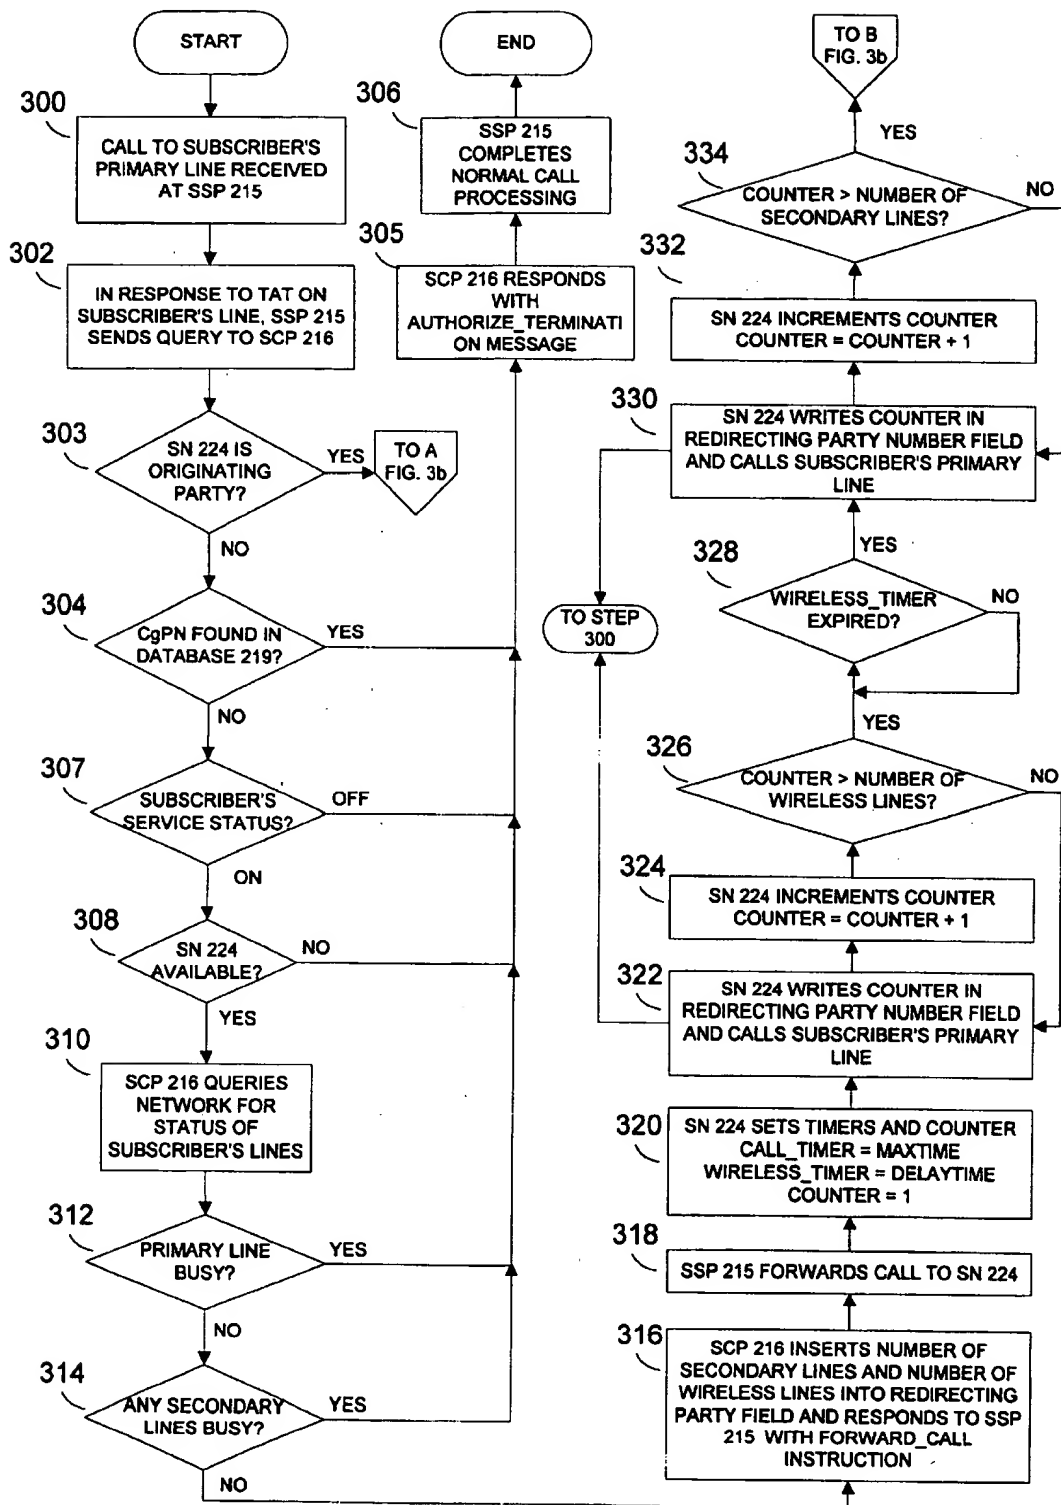 START
300
CALL TO SUBSCRIBER'S
PRIMARY LINE RECEIVED
AT SSP 215
302
IN RESPONSE TO TAT ON
SUBSCRIBER'S LINE, SSP 215
SENDS QUERY TO SCP 216
303
SN 224 IS
ORIGINATING
PARTY?
YES
TO A
FIG. 3b
NO
304
CgPN FOUND IN
DATABASE 219?
YES
NO
307
SUBSCRIBER'S
SERVICE STATUS?
OFF
ON
308
SN 224
AVAILABLE?
NO
YES
310
SCP 216 QUERIES
NETWORK FOR
STATUS OF
SUBSCRIBER'S LINES
312
PRIMARY LINE
BUSY?
YES
NO
314
ANY SECONDARY
LINES BUSY?
YES
NO
END
306
SSP 215
COMPLETES
NORMAL CALL
PROCESSING
305
SCP 216 RESPONDS
WITH
AUTHORIZE_TERMINATI
ON MESSAGE
TO STEP
300
TO B
FIG. 3b
YES
334
COUNTER > NUMBER OF
SECONDARY LINES?
NO
332
SN 224 INCREMENTS COUNTER
COUNTER = COUNTER + 1
330
SN 224 WRITES COUNTER IN
REDIRECTING PARTY NUMBER FIELD
AND CALLS SUBSCRIBER'S PRIMARY
LINE
YES
328
WIRELESS_TIMER
EXPIRED?
NO
YES
326
COUNTER > NUMBER OF
WIRELESS LINES?
NO
324
SN 224 INCREMENTS COUNTER
COUNTER = COUNTER + 1
322
SN 224 WRITES COUNTER IN
REDIRECTING PARTY NUMBER FIELD
AND CALLS SUBSCRIBER'S PRIMARY
LINE
320
SN 224 SETS TIMERS AND COUNTER
CALL_TIMER = MAXTIME
WIRELESS_TIMER = DELAYTIME
COUNTER = 1
318
SSP 215 FORWARDS CALL TO SN 224
316
SCP 216 INSERTS NUMBER OF
SECONDARY LINES AND NUMBER OF
WIRELESS LINES INTO REDIRECTING
PARTY FIELD AND RESPONDS TO SSP
215 WITH FORWARD_CALL
INSTRUCTION